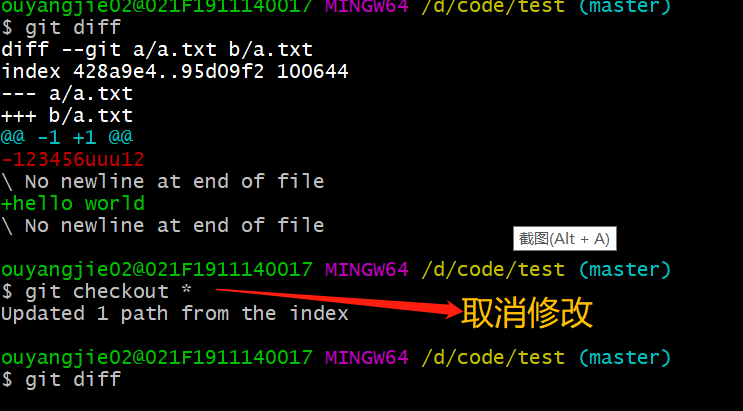 ouyangjie02@021F1911140017 MINGW64 /d/code/test (master)
$ git diff
diff --git a/a.txt b/a.txt
index 428a9e4..95d09f2 100644
--- a/a.txt
+++ b/a.txt
@@ -1 +1 @@
-123456uuu12
\ No newline at end of file
+hello world
\ No newline at end of file
截图(Alt + A)
ouyangjie02@021F1911140017 MINGW64 /d/code/test (master)
$ git checkout *
Updated 1 path from the index
取消修改
ouyangjie02@021F1911140017 MINGW64 /d/code/test (master)
$ git diff